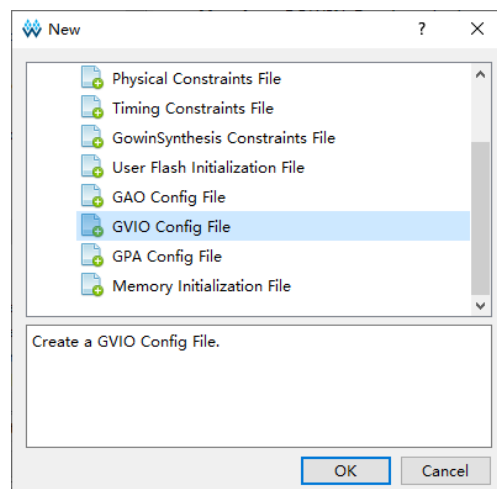 New
?
Physical Constraints File
Timing Constraints File
GowinSynthesis Constraints File
User Flash Initialization File
GAO Config File
GVIO Config File
GPA Config File
Memory Initialization File
Create a GVIO Config File.
OK
Cancel